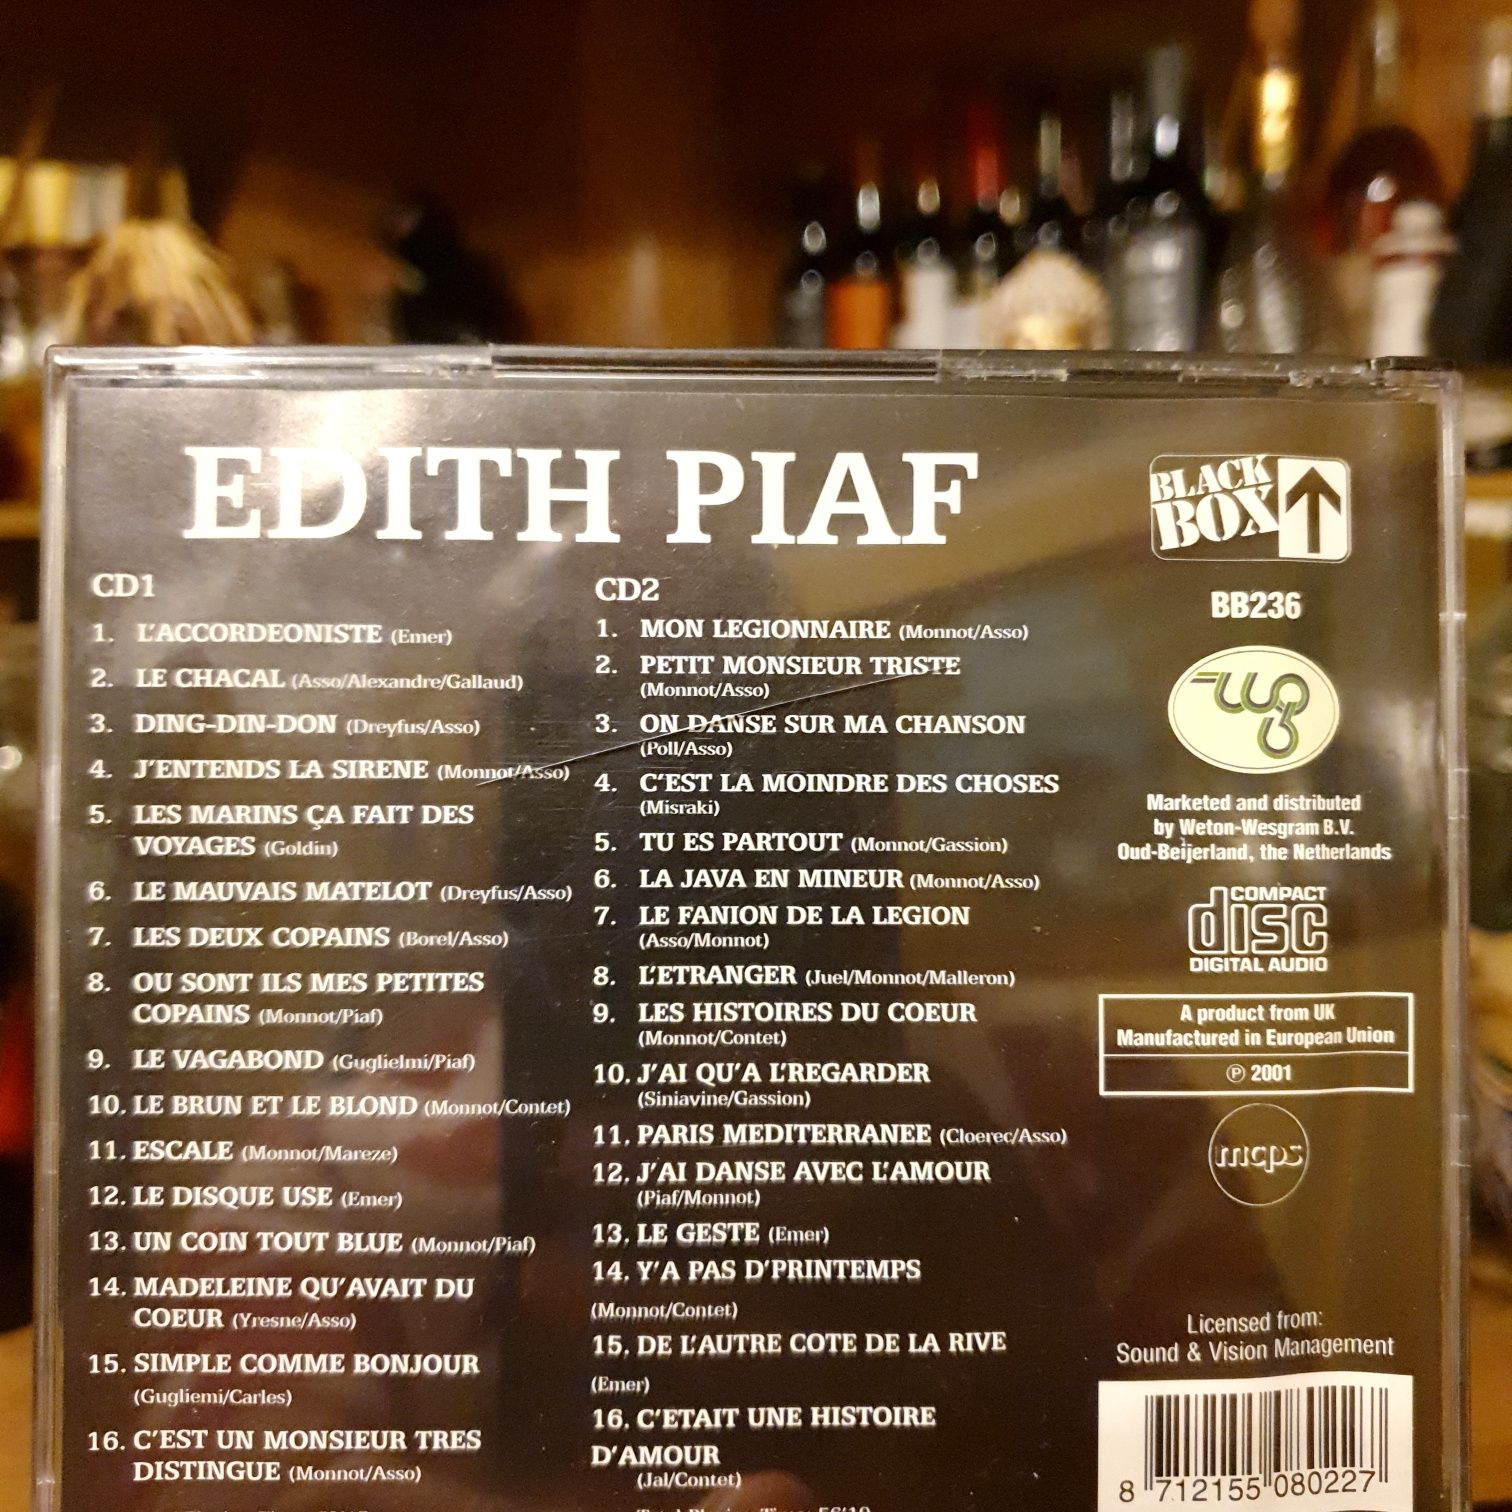 EDITH PIAF
CD1
1. L'ACCORDEONISTE (Emer)
2. LE CHACAL (Asso/Alexandre/Gallaud)
3. DING-DIN-DON (Dreyfus/Asso)
4. J'ENTENDS LA SIRENE (Monnot/Asso)
5. LES MARINS ÇA FAIT DES
VOYAGES (Goldin)
6. LE MAUVAIS MATELOT (Dreyfus/Asso)
7. LES DEUX COPAINS (Borel/Asso)
8. OU SONT ILS MES PETITES
COPAINS (Monnot/Piaf)
9. LE VAGABOND (Guglielmi/Piaf)
10. LE BRUN ET LE BLOND (Monnot/Contet)
11. ESCALE (Monnot/Mareze)
12. LE DISQUE USE (Emer)
13. UN COIN TOUT BLUE (Monnot/Piaf)
14. MADELEINE QU'AVAIT DU
COEUR (Yresne/Asso)
15. SIMPLE COMME BONJOUR
(Gugliemi/Carles)
16. C'EST UN MONSIEUR TRES
DISTINGUE (Monnot/Asso)
CD2
1. MON LEGIONNAIRE (Monnot/Asso)
2. PETIT MONSIEUR TRISTE
(Monnot/Asso)
3. ON DANSE SUR MA CHANSON
(Poll/Asso)
4. C'EST LA MOINDRE DES CHOSES
(Misraki)
5. TU ES PARTOUT (Monnot/Gassion)
6. LA JAVA EN MINEUR (Monnot/Asso)
7. LE FANION DE LA LEGION
(Asso/Monnot)
8. L'ETRANGER (Juel/Monnot/Malleron)
9. LES HISTOIRES DU COEUR
(Monnot/Contet)
10. J'AI QU'A L'REGARDER
(Siniavine/Gassion)
11. PARIS MEDITERRANEE (Cloerec/Asso)
12. J'AI DANSE AVEC L'AMOUR
(Piaf/Monnot)
13. LE GESTE (Emer)
14. Y'A PAS D'PRINTEMPS
(Monnot/Contet)
15. DE L'AUTRE COTE DE LA RIVE
(Emer)
16. C'ETAIT UNE HISTOIRE
D'AMOUR
(Jal/Contet)
BLACK
BOX
BB236
Marketed and distributed
by Weton-Wesgram B.V.
Oud-Beijerland, the Netherlands
COMPACT
disc
DIGITAL AUDIO
A product from UK
Manufactured in European Union
℗ 2001
mcps
Licensed from:
Sound & Vision Management
8 712155 080227